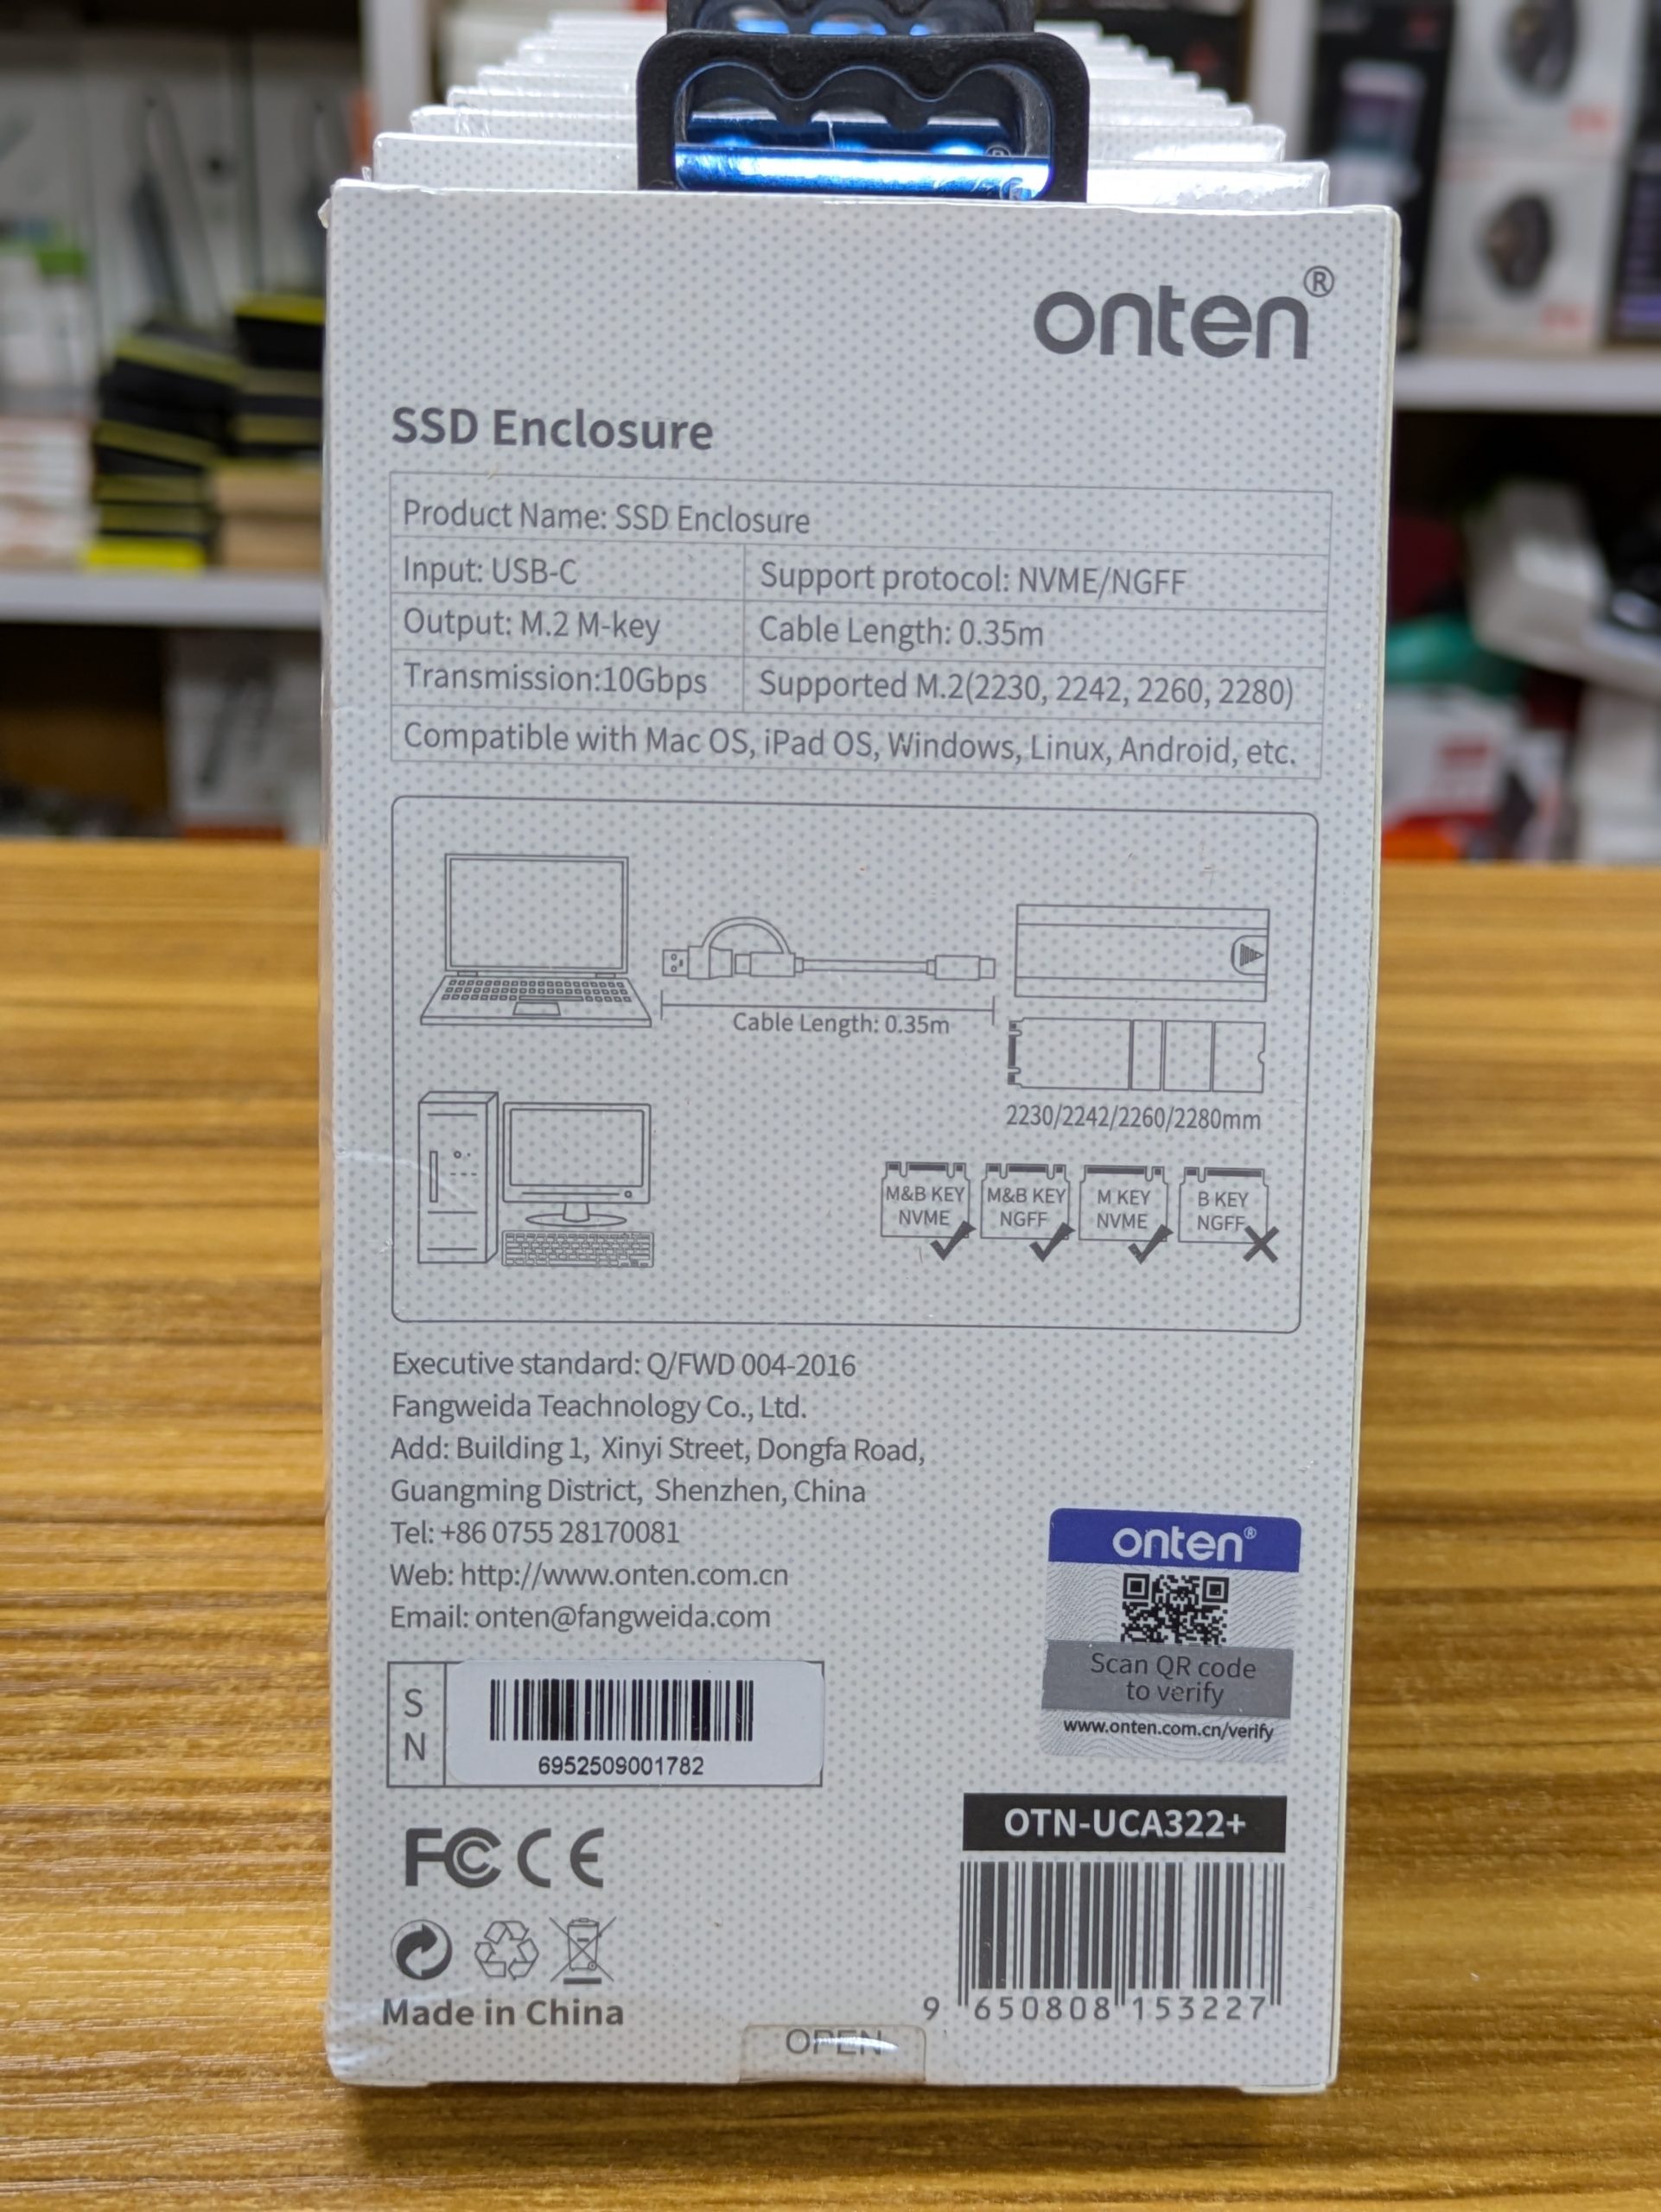 onten®
SSD Enclosure
Product Name: SSD Enclosure
Input: USB-C
Support protocol: NVME/NGFF
Output: M.2 M-key
Cable Length: 0.35m
Transmission:10Gbps
Supported M.2(2230, 2242, 2260, 2280)
Compatible with Mac OS, iPad OS, Windows, Linux, Android, etc.
Cable Length: 0.35m
2230/2242/2260/2280mm
M&B KEY
NVME
M&B KEY
NGFF
M KEY
NVME
B KEY
NGFF
Executive standard: Q/FWD 004-2016
Fangweida Teachnology Co., Ltd.
Add: Building 1, Xinyi Street, Dongfa Road,
Guangming District, Shenzhen, China
Tel: +86 0755 28170081
Web: http://www.onten.com.cn
Email: onten@fangweida.com
onten®
Scan QR code
to verify
www.onten.com.cn/verify
SN
6952509001782
OTN-UCA322+
FC CE
9 650808 153227
Made in China
OPEN